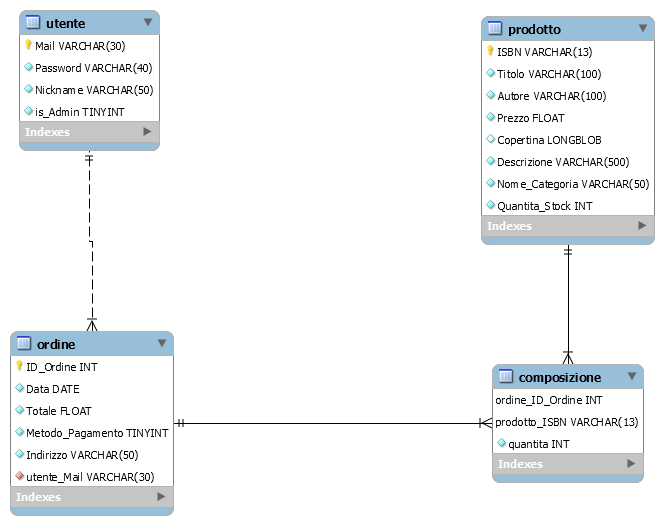 utente
Mail VARCHAR(30)
Password VARCHAR(40)
Nickname VARCHAR(50)
is_Admin TINYINT
Indexes
prodotto
ISBN VARCHAR(13)
Titolo VARCHAR(100)
Autore VARCHAR(100)
Prezzo FLOAT
Copertina LONGBLOB
Descrizione VARCHAR(500)
Nome_Categoria VARCHAR(50)
Quantita_Stock INT
Indexes
ordine
ID_Ordine INT
Data DATE
Totale FLOAT
Metodo_Pagamento TINYINT
Indirizzo VARCHAR(50)
utente_Mail VARCHAR(30)
Indexes
composizione
ordine_ID_Ordine INT
prodotto_ISBN VARCHAR(13)
quantita INT
Indexes